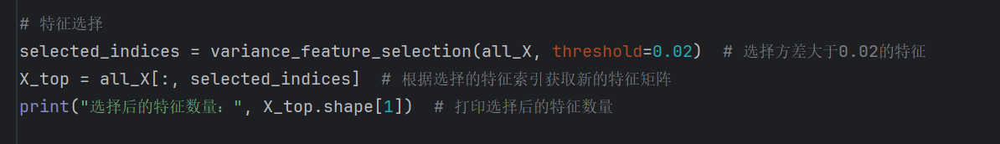 # 特征选择
selected_indices = variance_feature_selection(all_X, threshold=0.02)  # 选择方差大于0.02的特征
X_top = all_X[:, selected_indices]  # 根据选择的特征索引获取新的特征矩阵
print("选择后的特征数量：", X_top.shape[1])  # 打印选择后的特征数量